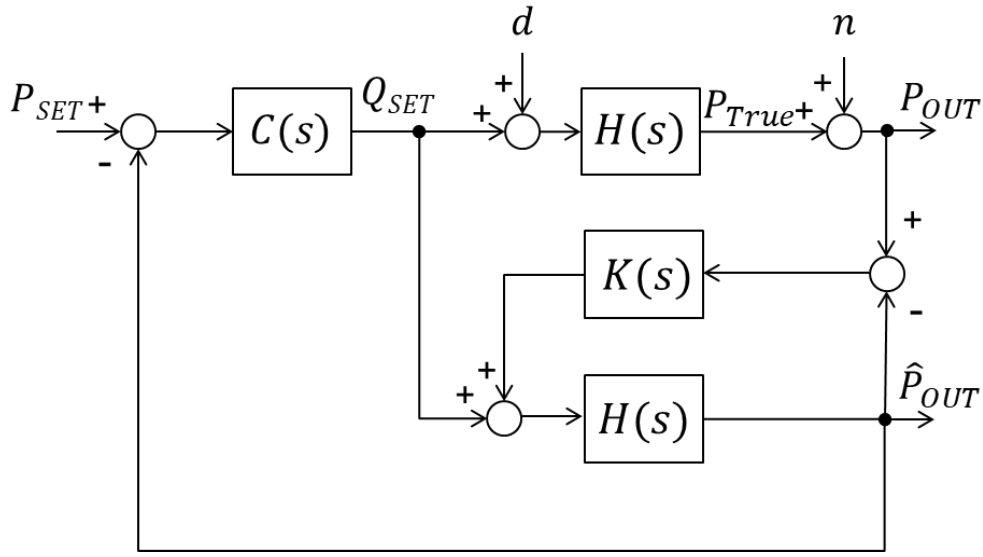 d
n
+
+
P_SET +
Q_SET
+
P_True +
P_OUT
C(s)
H(s)
-
+
K(s)
-
+
P̂_OUT
+
H(s)